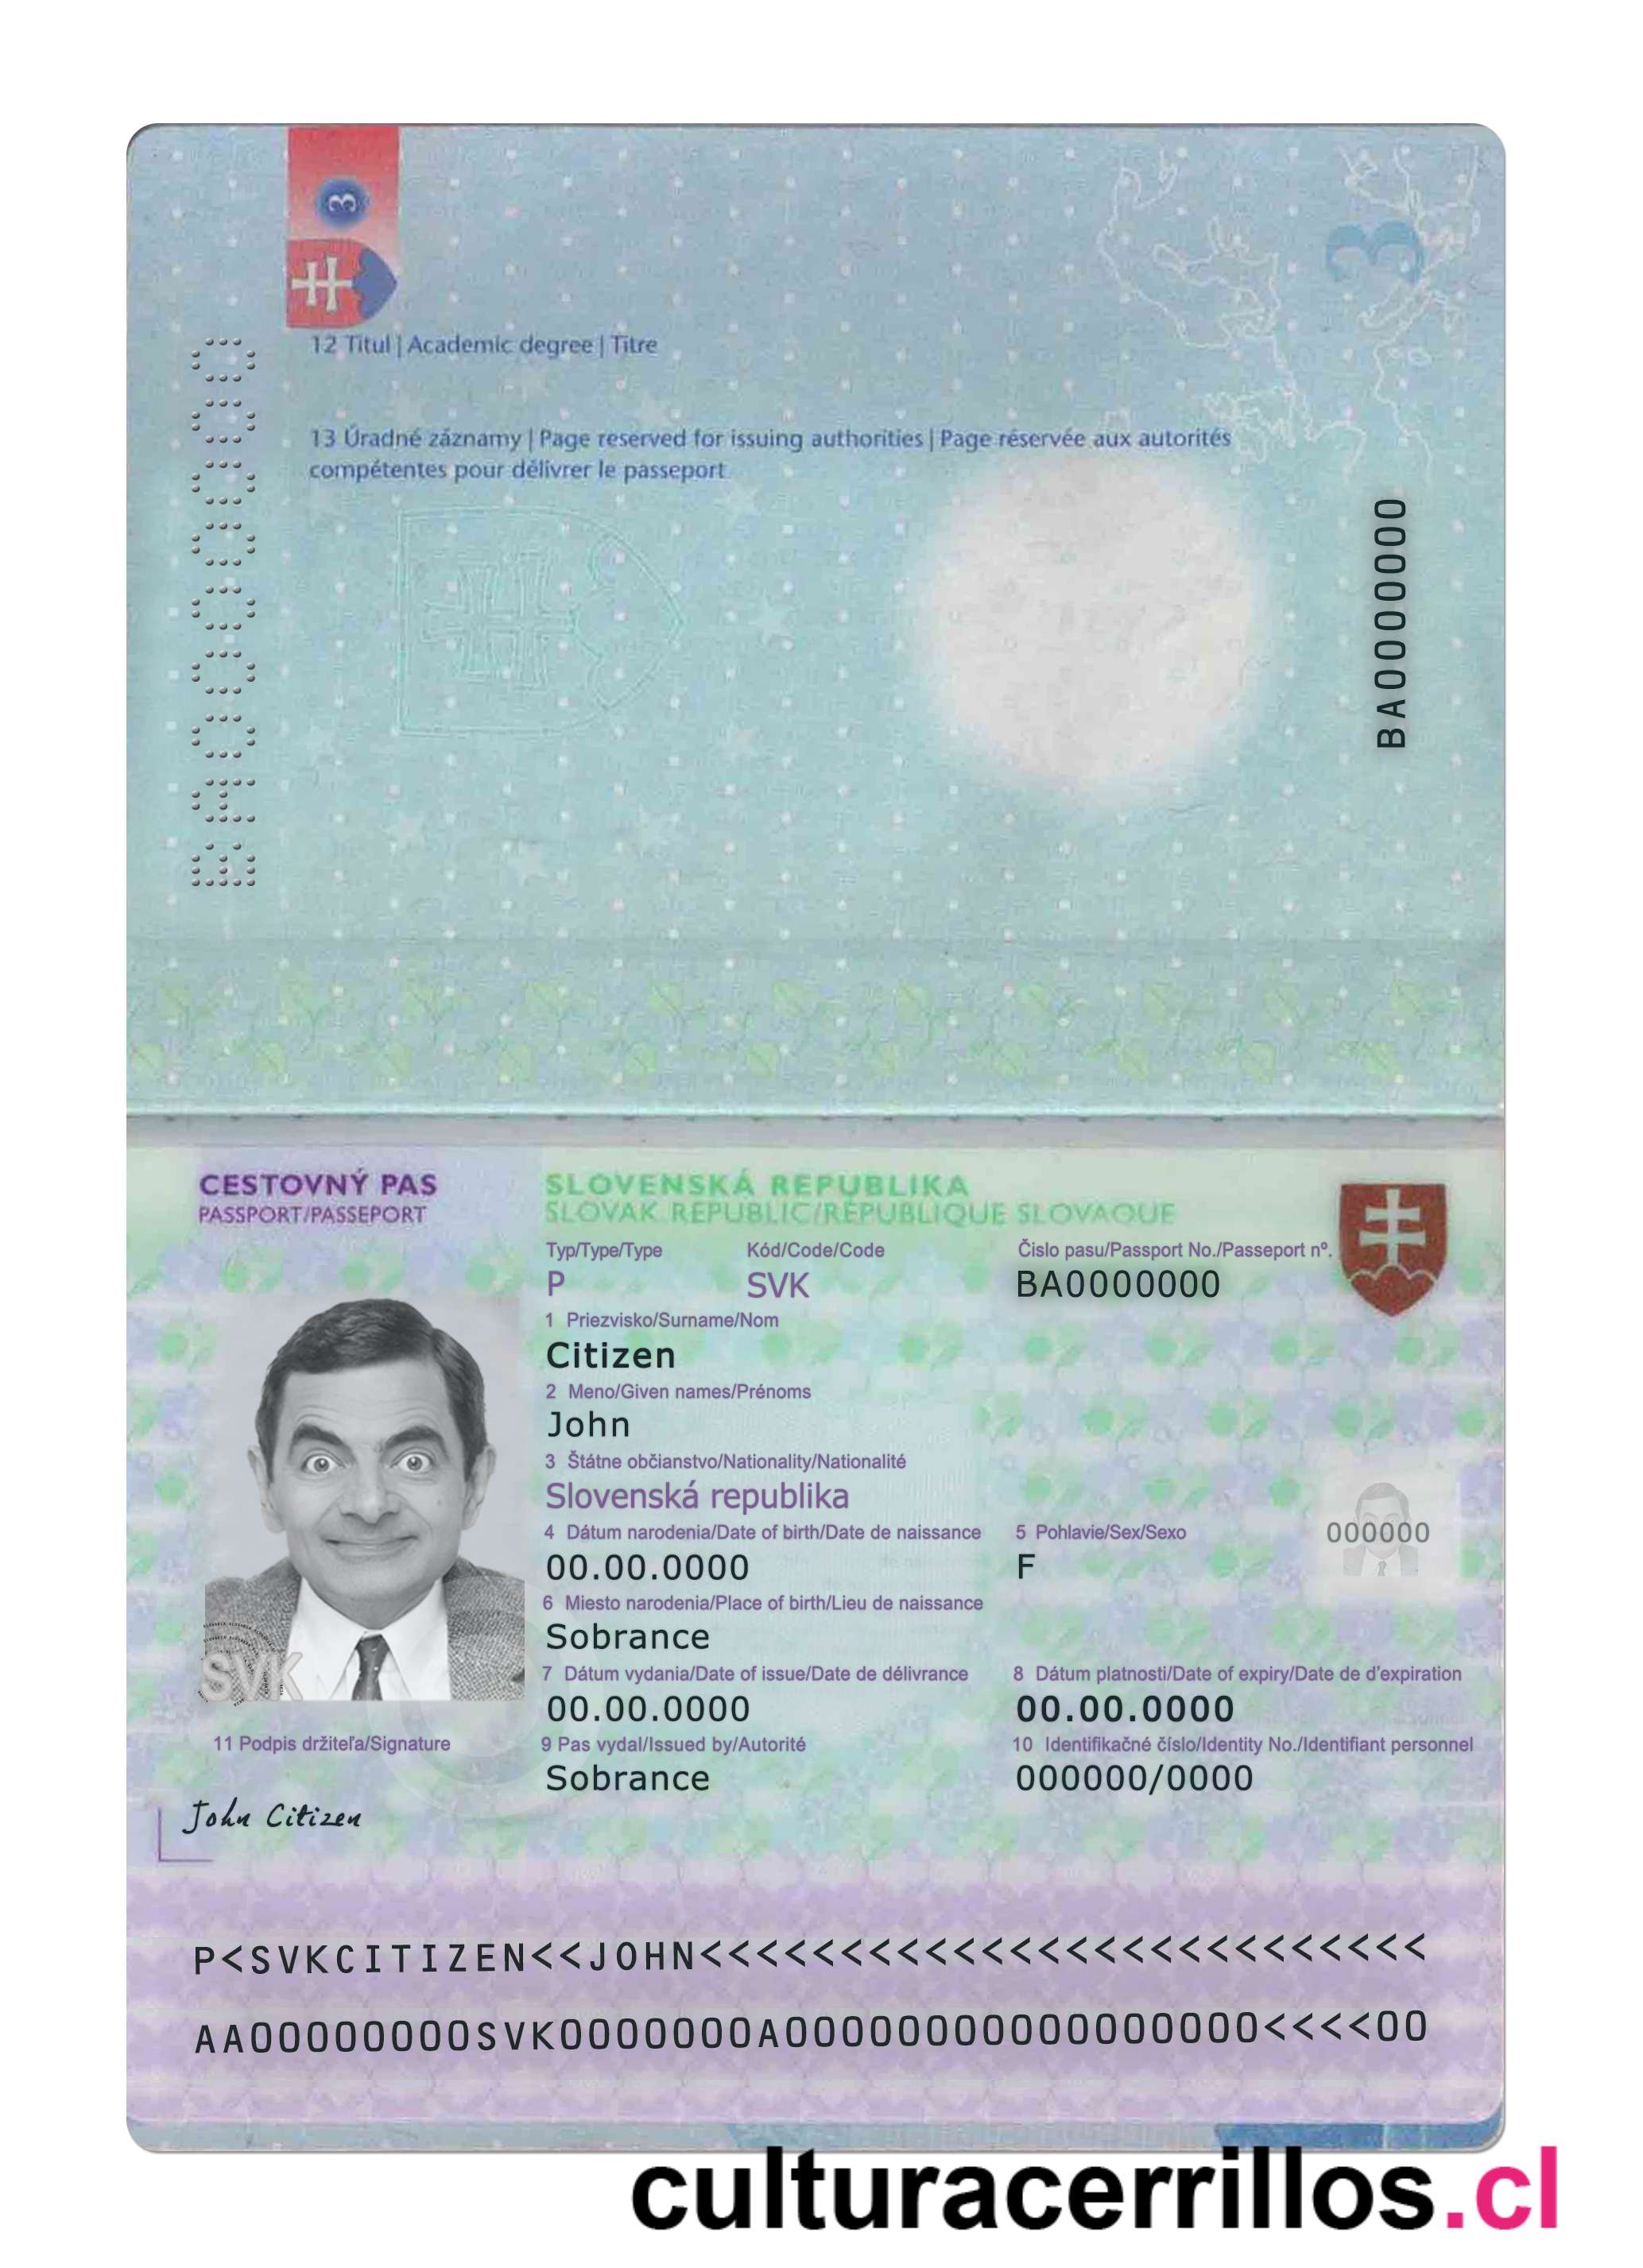 3
3
12 Titul | Academic degree | Titre
13 Úradné záznamy | Page reserved for issuing authorities | Page réservée aux autorités
compétentes pour délivrer le passeport
BA0000000
BA0000000
CESTOVNÝ PAS
PASSPORT/PASSEPORT
SLOVENSKÁ REPUBLIKA
SLOVAK REPUBLIC/RÉPUBLIQUE SLOVAQUE
Typ/Type/Type Kód/Code/Code Čislo pasu/Passport No./Passeport nº.
P SVK BA0000000
1 Priezvisko/Surname/Nom
Citizen
2 Meno/Given names/Prénoms
John
3 Štátne občianstvo/Nationality/Nationalité
Slovenská republika
4 Dátum narodenia/Date of birth/Date de naissance 5 Pohlavie/Sex/Sexo
00.00.0000 F
000000
6 Miesto narodenia/Place of birth/Lieu de naissance
Sobrance
7 Dátum vydania/Date of issue/Date de délivrance 8 Dátum platnosti/Date of expiry/Date de d'expiration
00.00.0000 00.00.0000
SVK
11 Podpis držiteľa/Signature 9 Pas vydal/Issued by/Autorité 10 Identifikačné číslo/Identity No./Identifiant personnel
Sobrance 000000/0000
John Citizen
P<SVKCITIZEN<<JOHN<<<<<<<<<<<<<<<<<<<<<<<<<<
AA00000000SVK0000000A00000000000000000<<<<00
culturacerrillos.cl